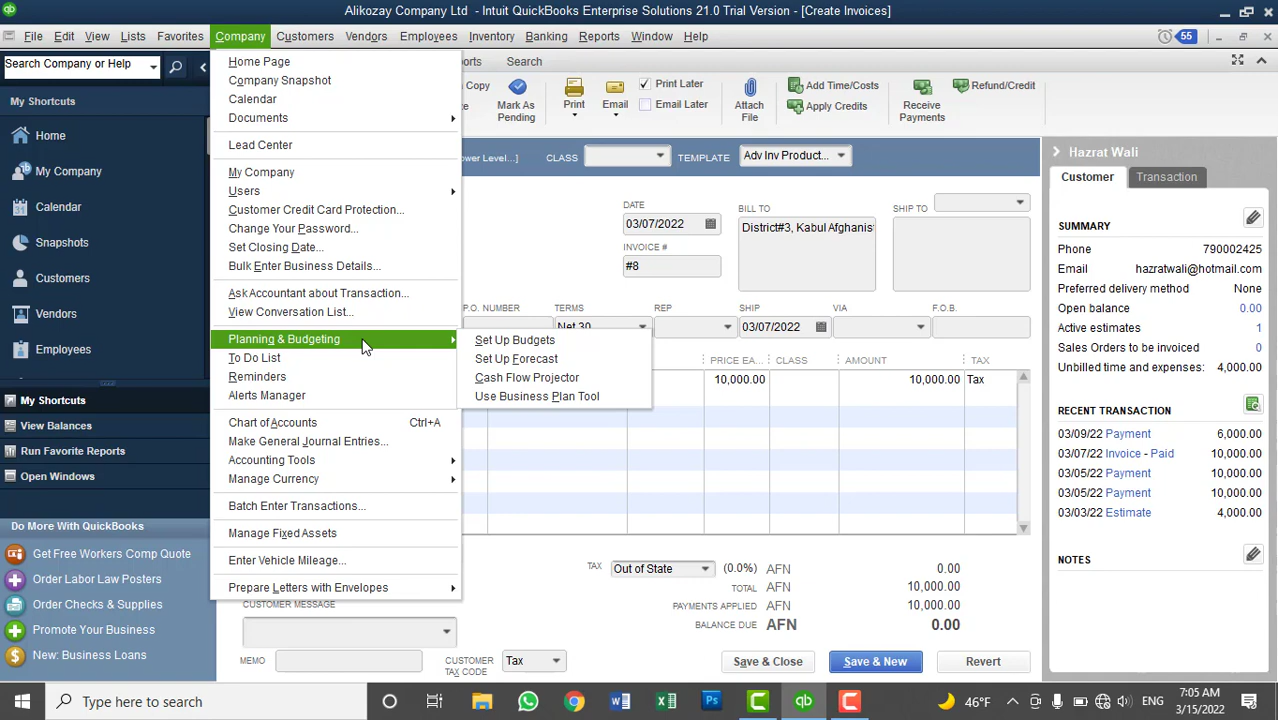 Alikozay Company Ltd - Intuit QuickBooks Enterprise Solutions 21.0 Trial Version - [Create Invoices]
File Edit View Lists Favorites Company Customers Vendors Employees Inventory Banking Reports Window Help 55
Search Company or Help
My Shortcuts
Home
My Company
Calendar
Snapshots
Customers
Vendors
Employees
My Shortcuts
View Balances
Run Favorite Reports
Open Windows
Do More With QuickBooks
Get Free Workers Comp Quote
Order Labor Law Posters
Order Checks & Supplies
Promote Your Business
New: Business Loans
Home Page
Company Snapshot
Calendar
Documents
Lead Center
My Company
Users
Customer Credit Card Protection...
Change Your Password...
Set Closing Date...
Bulk Enter Business Details...
Ask Accountant about Transaction...
View Conversation List...
Planning & Budgeting
To Do List
Reminders
Alerts Manager
Chart of Accounts Ctrl+A
Make General Journal Entries...
Accounting Tools
Manage Currency
Batch Enter Transactions...
Manage Fixed Assets
Enter Vehicle Mileage...
Prepare Letters with Envelopes
Set Up Budgets
Set Up Forecast
Cash Flow Projector
Use Business Plan Tool
orts Search
Copy
Mark As
Pending
Print
Email
Print Later
Email Later
Attach
File
Add Time/Costs
Apply Credits
Receive
Payments
Refund/Credit
ower Level...] CLASS TEMPLATE Adv Inv Product...
DATE
03/07/2022
INVOICE #
#8
BILL TO
District#3, Kabul Afghanis
SHIP TO
P.O. NUMBER TERMS REP SHIP VIA F.O.B.
Net 30 03/07/2022
PRICE EA... CLASS AMOUNT TAX
10,000.00 10,000.00 Tax
TAX Out of State (0.0%) AFN 0.00
TOTAL AFN 10,000.00
PAYMENTS APPLIED AFN 10,000.00
BALANCE DUE AFN 0.00
CUSTOMER MESSAGE
MEMO
CUSTOMER
TAX CODE
Tax
Save & Close
Save & New
Revert
Hazrat Wali
Customer Transaction
SUMMARY
Phone 790002425
Email hazratwali@hotmail.com
Preferred delivery method None
Open balance 0.00
Active estimates 1
Sales Orders to be invoiced 0
Unbilled time and expenses: 4,000.00
RECENT TRANSACTION
03/09/22 Payment 6,000.00
03/07/22 Invoice - Paid 10,000.00
03/05/22 Payment 10,000.00
03/05/22 Payment 10,000.00
03/03/22 Estimate 4,000.00
NOTES
Type here to search
46°F
ENG
7:05 AM
3/15/2022